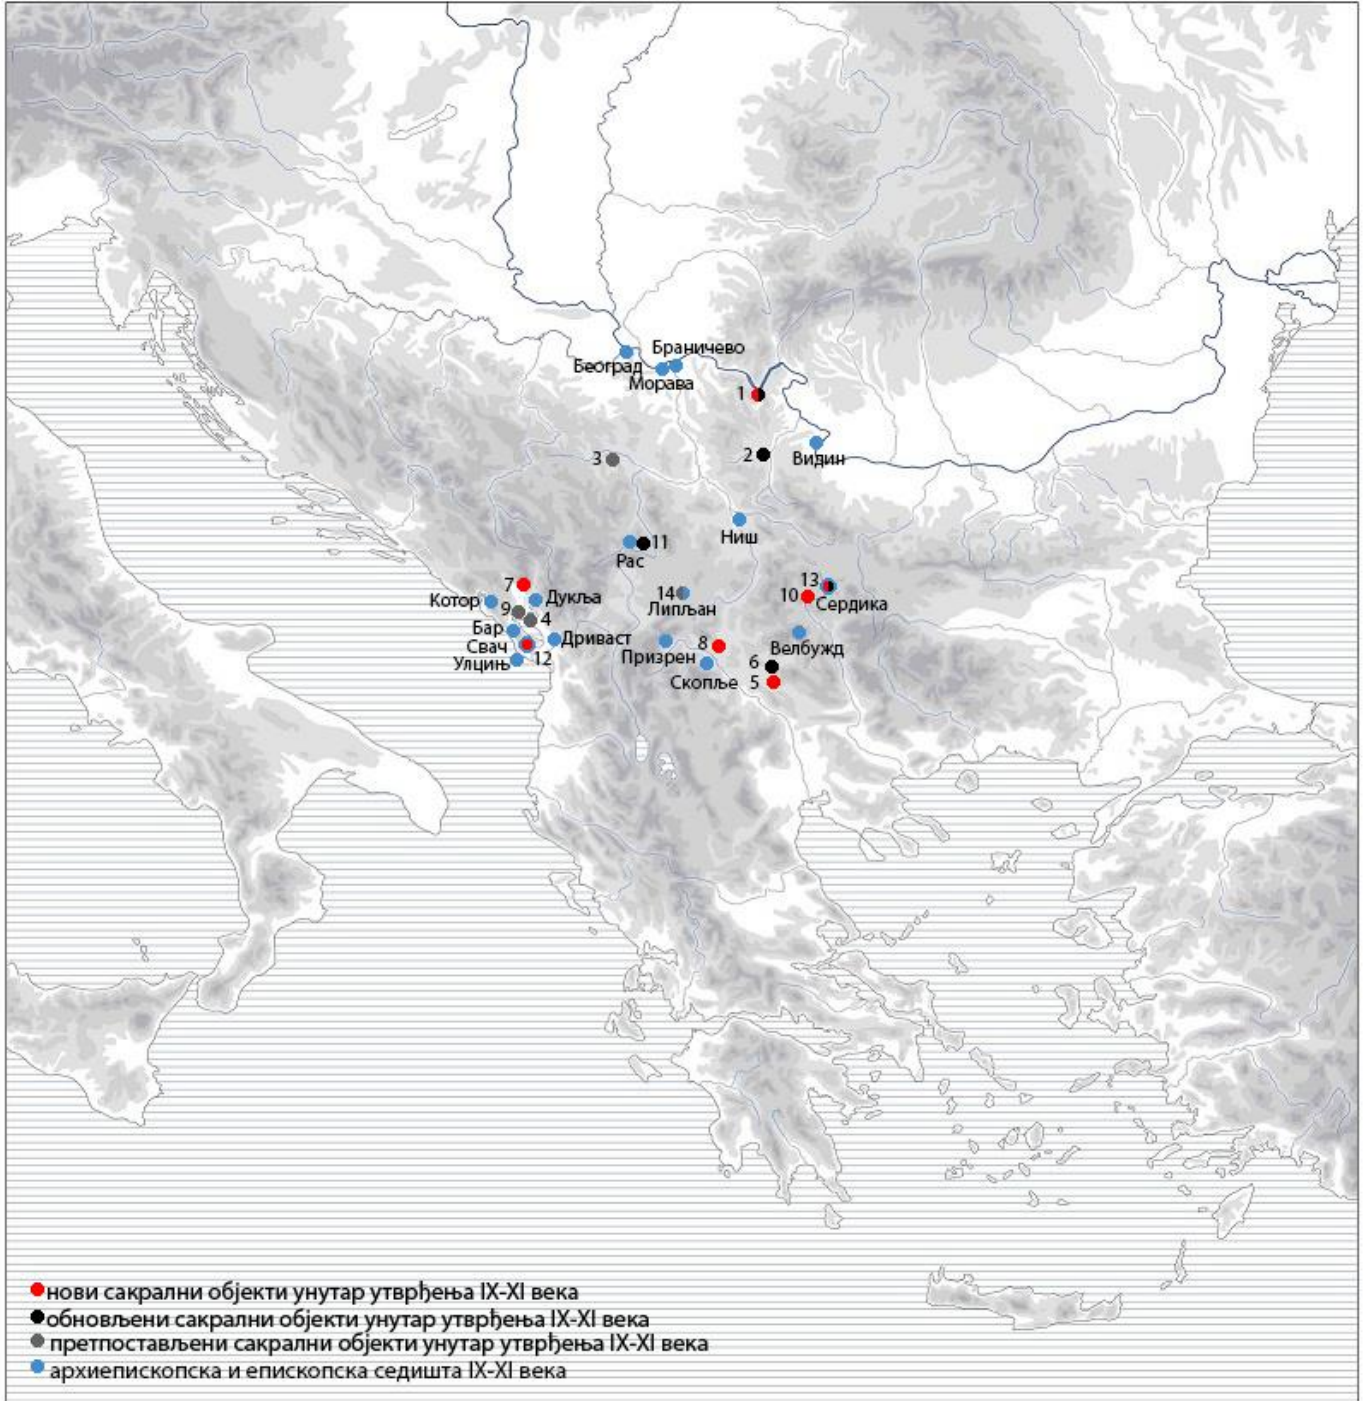 Браничево
Београд
Морава
1
2
Видин
3
Ниш
11
Рас
7
13
10
Сердика
14
Липљан
Котор
Дукља
9
4
Бар
Дриваст
Свач
12
Улцињ
8
Призрен
Велбужд
6
Скопље
5
нови сакрални објекти унутар утврђења IX-XI века
обновљени сакрални објекти унутар утврђења IX-XI века
претпостављени сакрални објекти унутар утврђења IX-XI века
архиепископска и епископска седишта IX-XI века